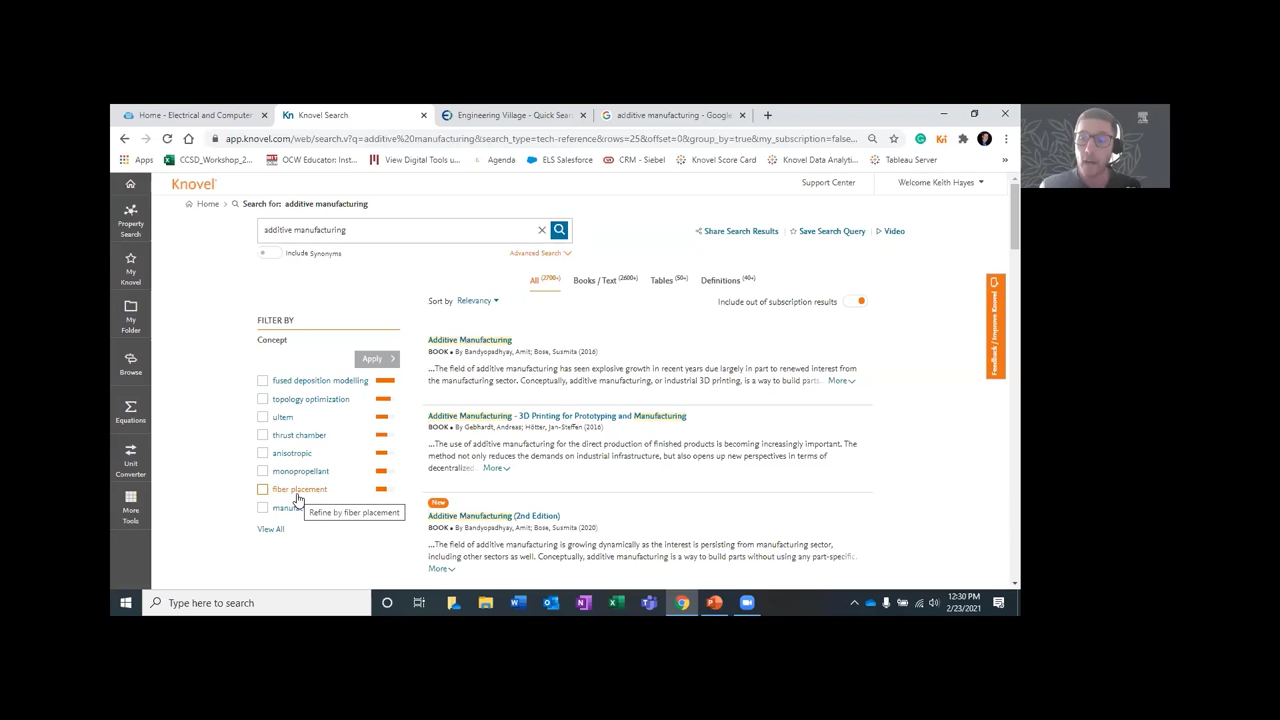 Home - Electrical and Computer
Knovel Search
Engineering Village - Quick Sear
additive manufacturing - Google
app.knovel.com/web/search.v?q=additive%20manufacturing&search_type=tech-reference&rows=25&offset=0&group_by=true&my_subscription=false...
Apps
CCSD_Workshop_2...
OCW Educator: Inst...
View Digital Tools u...
Agenda
ELS Salesforce
CRM - Siebel
Knovel Score Card
Knovel Data Analyti...
Tableau Server
Knovel
Support Center
Welcome Keith Hayes
Home > Search for: additive manufacturing
additive manufacturing
Include Synonyms
Advanced Search
Share Search Results
Save Search Query
Video
All (2700+)
Books / Text (2600+)
Tables (50+)
Definitions (40+)
Sort by Relevancy
Include out of subscription results
FILTER BY
Concept
Apply
fused deposition modelling
topology optimization
ultem
thrust chamber
anisotropic
monopropellant
fiber placement
manu
Refine by fiber placement
View All
Additive Manufacturing
BOOK • By Bandyopadhyay, Amit; Bose, Susmita (2016)
...The field of additive manufacturing has seen explosive growth in recent years due largely in part to renewed interest from
the manufacturing sector. Conceptually, additive manufacturing, or industrial 3D printing, is a way to build parts... More
Additive Manufacturing - 3D Printing for Prototyping and Manufacturing
BOOK • By Gebhardt, Andreas; Hötter, Jan-Steffen (2016)
...The use of additive manufacturing for the direct production of finished products is becoming increasingly important. The
method not only reduces the demands on industrial infrastructure, but also opens up new perspectives in terms of
decentralized... More
New
Additive Manufacturing (2nd Edition)
BOOK • By Bandyopadhyay, Amit; Bose, Susmita (2020)
...The field of additive manufacturing is growing dynamically as the interest is persisting from manufacturing sector,
including other sectors as well. Conceptually, additive manufacturing is a way to build parts without using any part-specific.
More
Property
Search
My
Knovel
My
Folder
Browse
Equations
Unit
Converter
More
Tools
Feedback / Improve Knovel
Type here to search
12:30 PM
2/23/2021